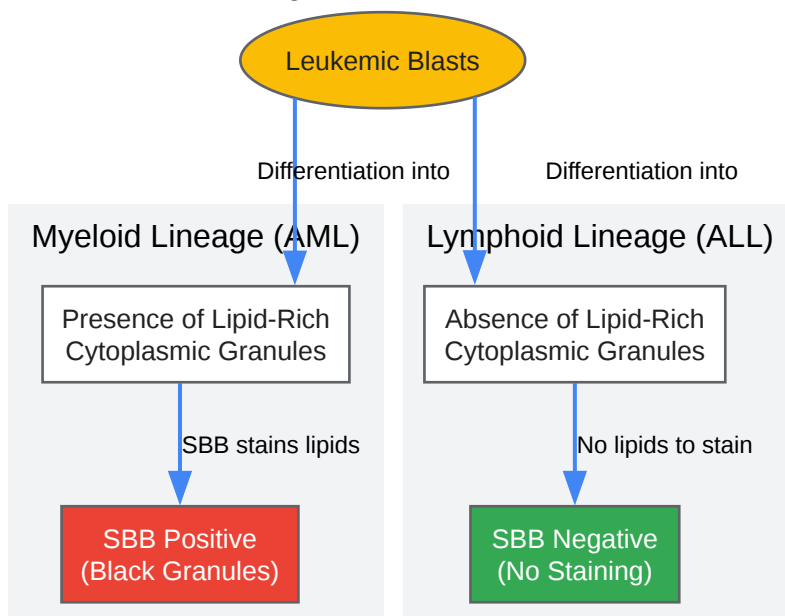 Leukemic Blasts
Differentiation into
Differentiation into
Myeloid Lineage (AML)
Lymphoid Lineage (ALL)
Presence of Lipid-Rich
Cytoplasmic Granules
Absence of Lipid-Rich
Cytoplasmic Granules
SBB stains lipids
No lipids to stain
SBB Positive
(Black Granules)
SBB Negative
(No Staining)